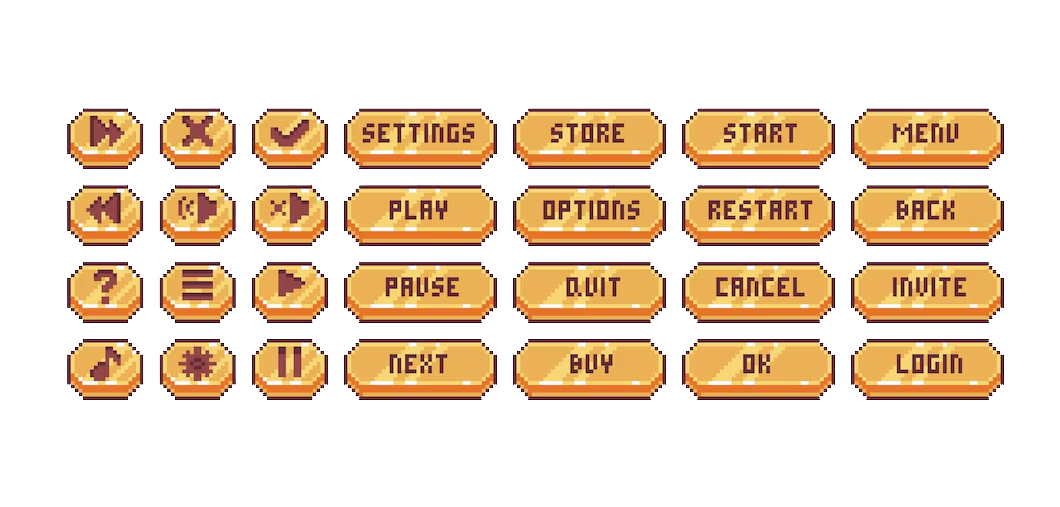 SETTINGS STORE START MENU
PLAY OPTIONS RESTART BACK
? PAUSE QUIT CANCEL INVITE
NEXT BUY OK LOGIN